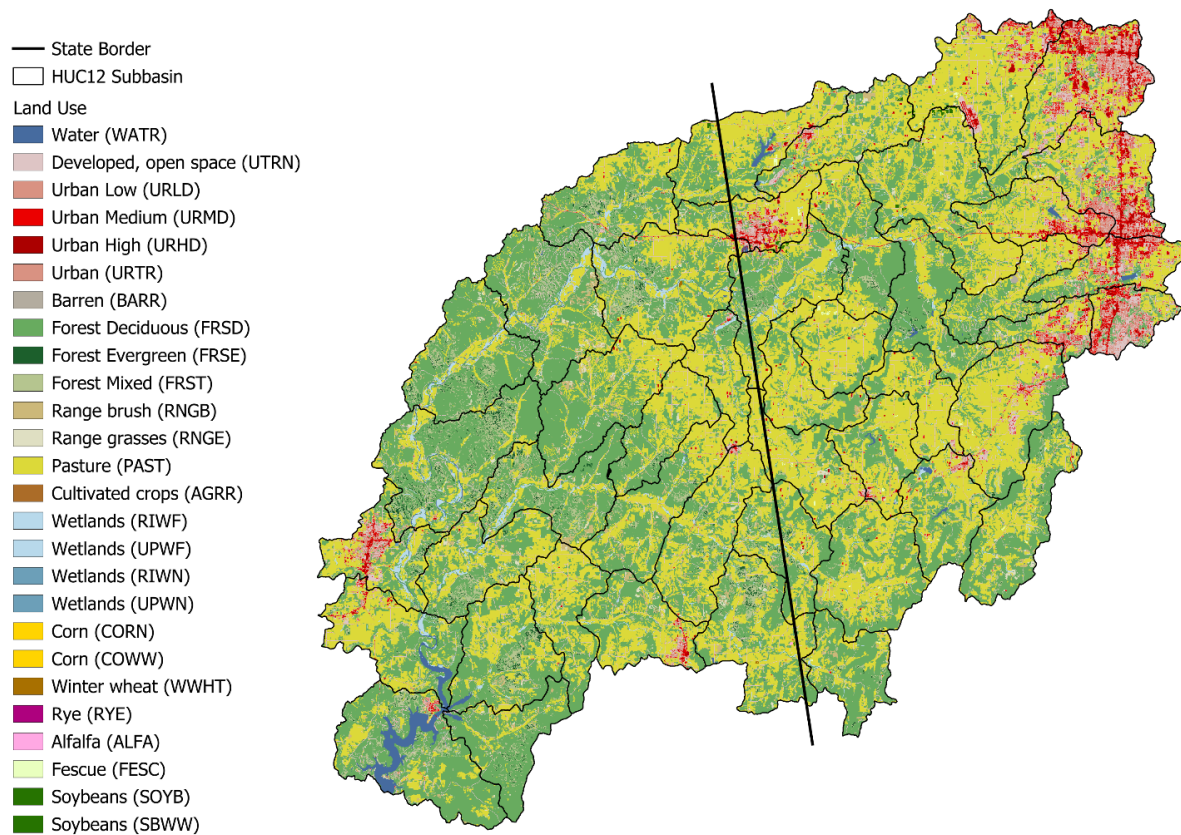 State Border
HUC12 Subbasin
Land Use
Water (WATR)
Developed, open space (UTRN)
Urban Low (URLD)
Urban Medium (URMD)
Urban High (URHD)
Urban (URTR)
Barren (BARR)
Forest Deciduous (FRSD)
Forest Evergreen (FRSE)
Forest Mixed (FRST)
Range brush (RNGB)
Range grasses (RNGE)
Pasture (PAST)
Cultivated crops (AGRR)
Wetlands (RIWF)
Wetlands (UPWF)
Wetlands (RIWN)
Wetlands (UPWN)
Corn (CORN)
Corn (COWW)
Winter wheat (WWHT)
Rye (RYE)
Alfalfa (ALFA)
Fescue (FESC)
Soybeans (SOYB)
Soybeans (SBWW)